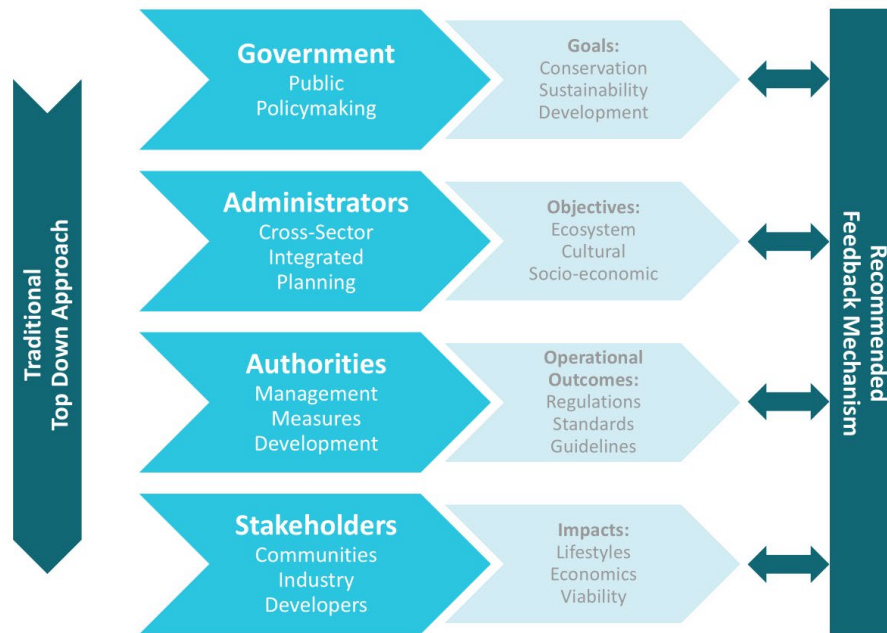 Traditional
Top Down Approach
Government
Public
Policymaking
Goals:
Conservation
Sustainability
Development
Administrators
Cross-Sector
Integrated
Planning
Objectives:
Ecosystem
Cultural
Socio-economic
Authorities
Management
Measures
Development
Operational
Outcomes:
Regulations
Standards
Guidelines
Stakeholders
Communities
Industry
Developers
Impacts:
Lifestyles
Economics
Viability
Recommended
Feedback Mechanism